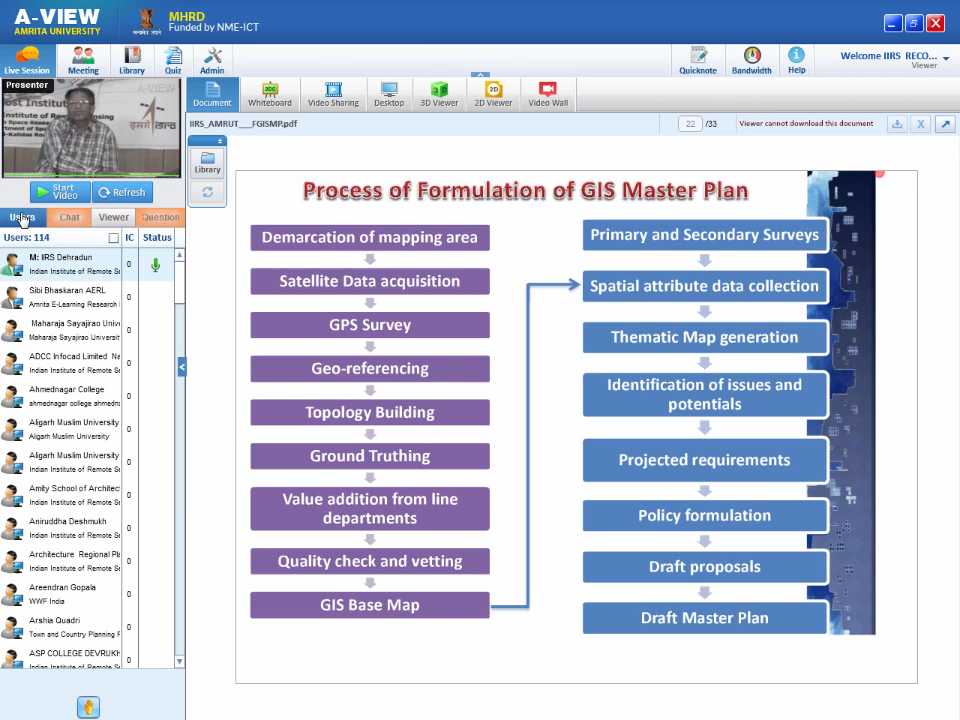 A-VIEW
AMRITA UNIVERSITY
MHRD
Funded by NME-ICT
Live Session
Meeting
Library
Quiz
Admin
Quicknote
Bandwidth
Help
Welcome IIRS RECO...
Viewer
Presenter
A-VIEW
Document
Whiteboard
Video Sharing
Desktop
3D Viewer
2D Viewer
Video Wall
IIRS_AMRUT___FGISMP.pdf
22 /33
Viewer cannot download this document
Library
Start Video
Refresh
Users
Chat
Viewer
Question
Users: 114
IC
Status
M: IIRS Dehradun
Indian Institute of Remote Se
0
Sibi Bhaskaran AERL
Amrita E-Learning Research
0
Maharaja Sayajirao Unive
Maharaja Sayajirao Universit
0
ADCC Infocad Limited Na
Indian Institute of Remote Se
0
Ahmednagar College
ahmednagar college ahmedna
0
Aligarh Muslim University
Aligarh Muslim University
0
Aligarh Muslim University
Indian Institute of Remote Se
0
Amity School of Architec
Indian Institute of Remote Se
0
Aniruddha Deshmukh
Indian Institute of Remote Se
0
Architecture Regional Pla
Indian Institute of Remote Se
0
Areendran Gopala
WWF India
0
Arshia Quadri
Town and Country Planning
0
ASP COLLEGE DEVRUKH
Indian Institute of Remote Se
0
Process of Formulation of GIS Master Plan
Demarcation of mapping area
Satellite Data acquisition
GPS Survey
Geo-referencing
Topology Building
Ground Truthing
Value addition from line
departments
Quality check and vetting
GIS Base Map
Primary and Secondary Surveys
Spatial attribute data collection
Thematic Map generation
Identification of issues and
potentials
Projected requirements
Policy formulation
Draft proposals
Draft Master Plan